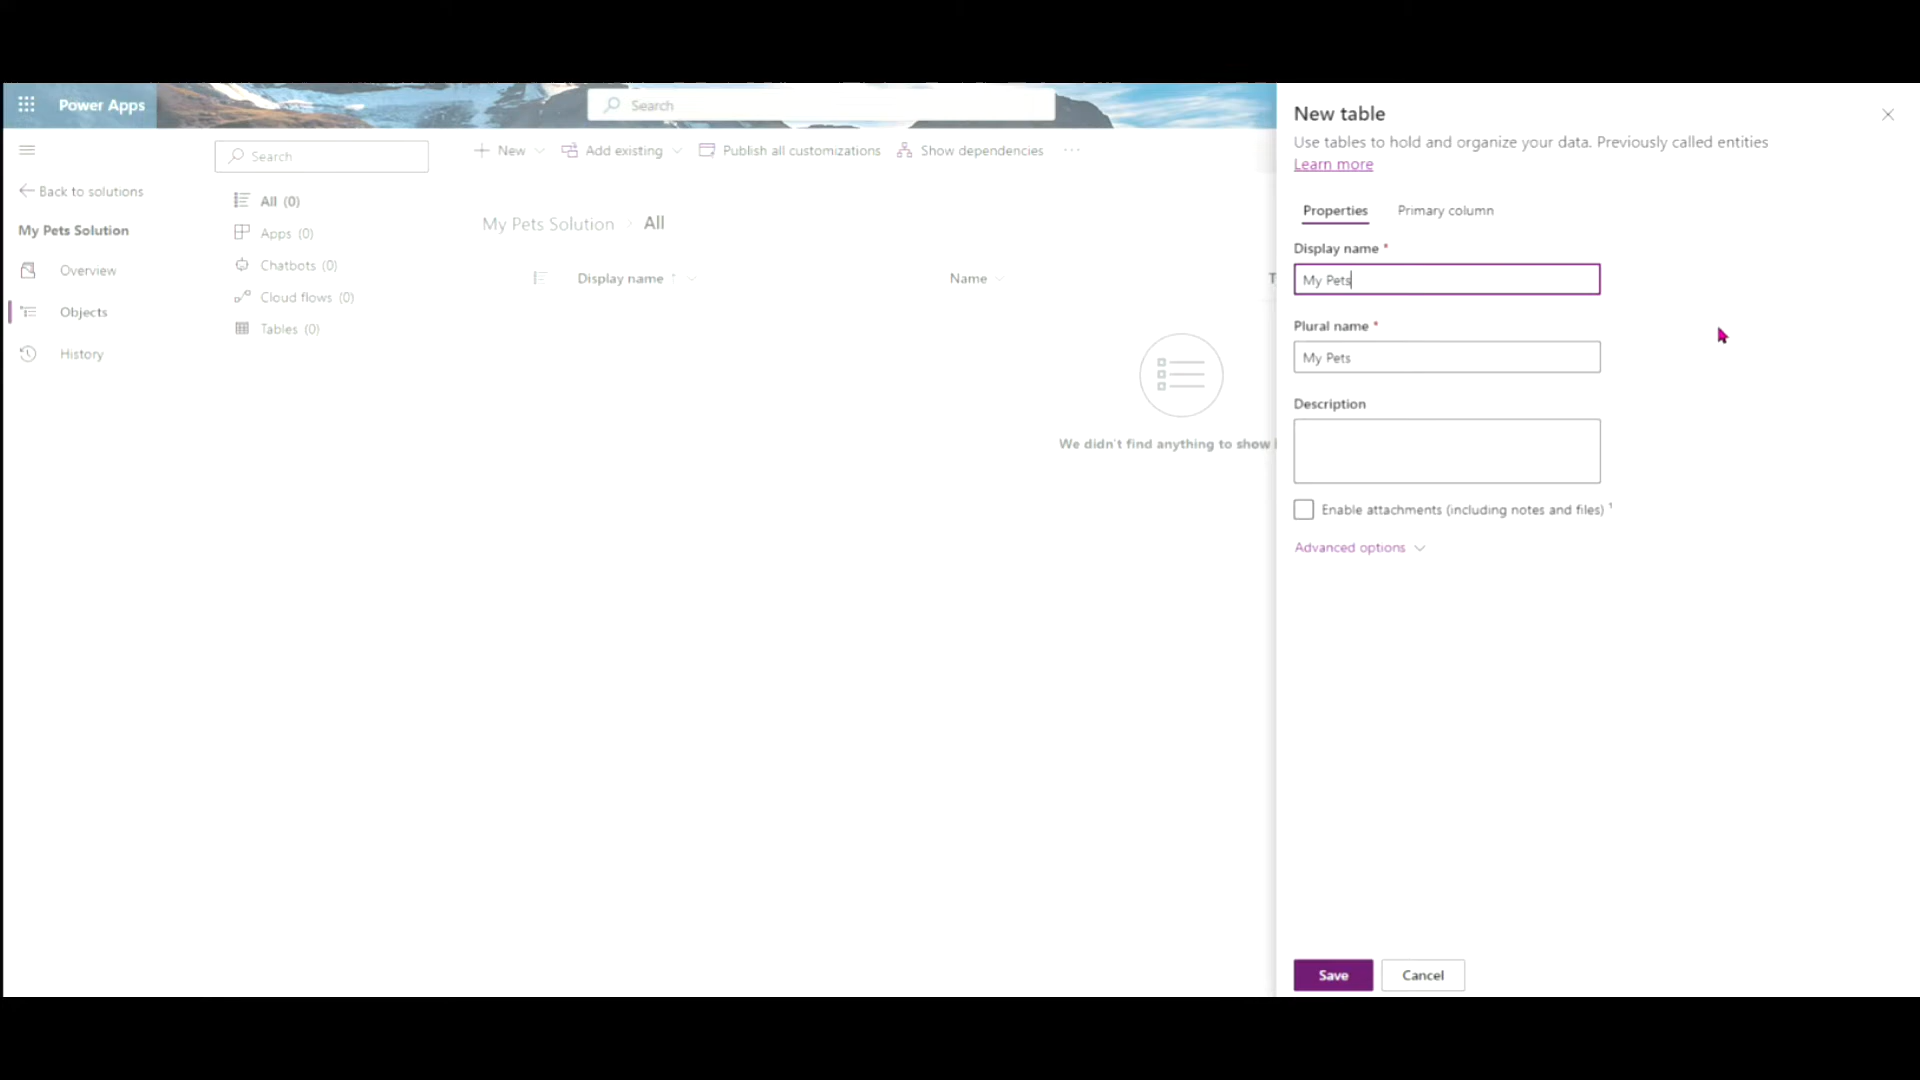 Power Apps
Search
Back to solutions
My Pets Solution
Overview
Objects
History
Search
All (0)
Apps (0)
Chatbots (0)
Cloud flows (0)
Tables (0)
New
Add existing
Publish all customizations
Show dependencies
My Pets Solution > All
Display name ↑
Name
We didn't find anything to show
New table
Use tables to hold and organize your data. Previously called entities
Learn more
Properties
Primary column
Display name *
My Pets
Plural name *
My Pets
Description
Enable attachments (including notes and files) ¹
Advanced options
Save
Cancel